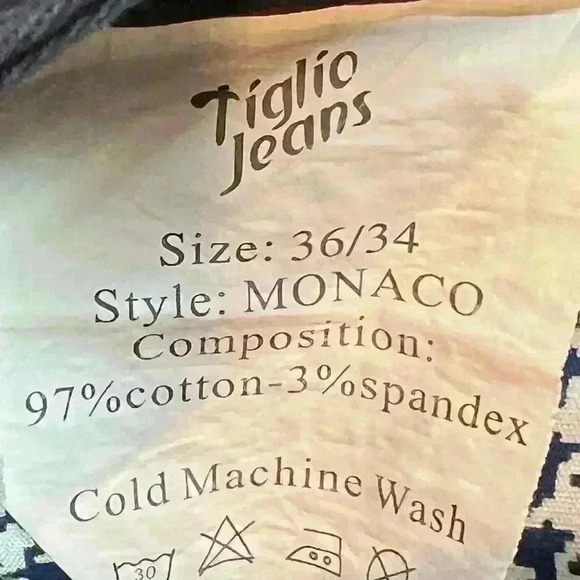 Tiglio
Jeans
Size: 36/34
Style: MONACO
Composition:
97%cotton-3%spandex
Cold Machine Wash
30